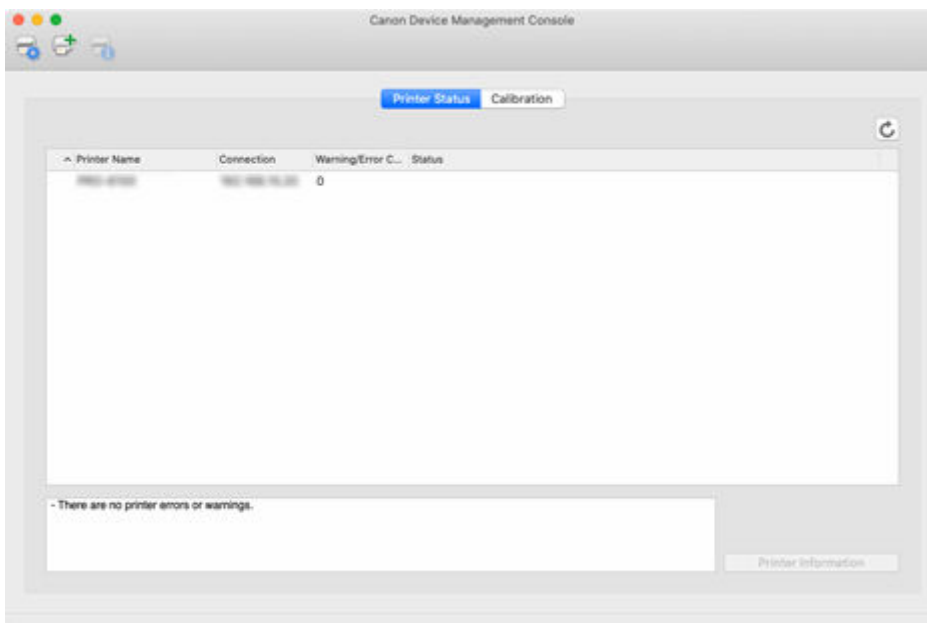 Canon Device Management Console
Printer Status Calibration
Printer Name Connection Warning/Error C... Status
0
- There are no printer errors or warnings.
Printer Information